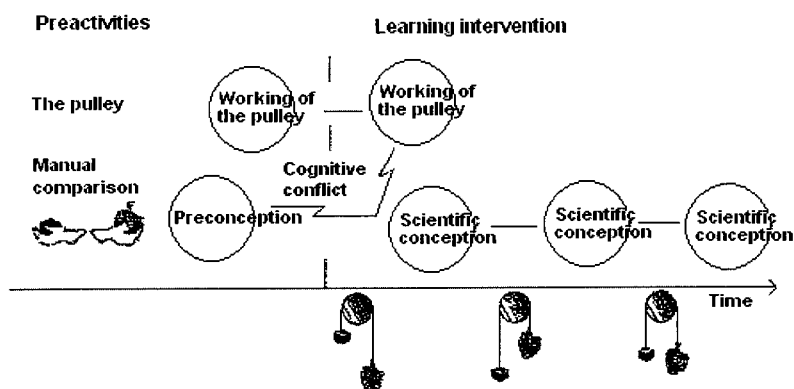 Preactivities
Learning intervention
The pulley
Working of
the pulley
Working of
the pulley
Manual
comparison
Cognitive
conflict
Preconception
Scientific
conception
Scientific
conception
Scientific
conception
Time